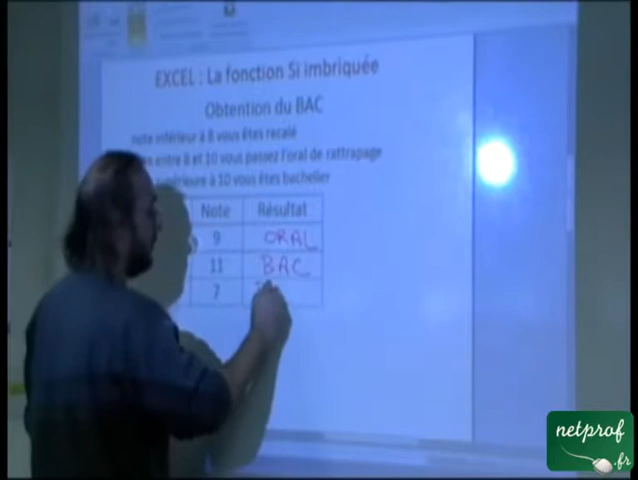 EXCEL : La fonction Si imbriquée
Obtention du BAC
note inférieur à 8 vous êtes recalé
entre 8 et 10 vous passez l'oral de rattrapage
supérieure à 10 vous êtes bachelier
Note Résultat
9 ORAL
11 BAC
7
netprof
.fr